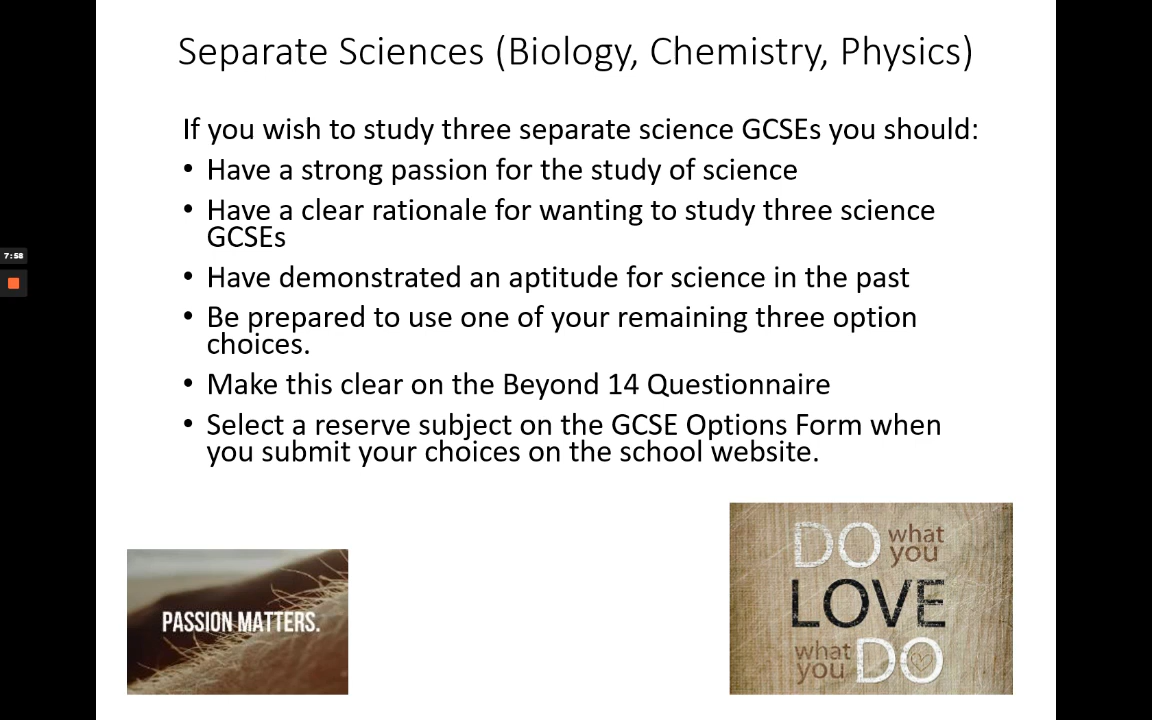 Separate Sciences (Biology, Chemistry, Physics)
If you wish to study three separate science GCSEs you should:
• Have a strong passion for the study of science
• Have a clear rationale for wanting to study three science
GCSEs
• Have demonstrated an aptitude for science in the past
• Be prepared to use one of your remaining three option
choices.
• Make this clear on the Beyond 14 Questionnaire
• Select a reserve subject on the GCSE Options Form when
you submit your choices on the school website.
7:58
PASSION MATTERS.
DO what
you
LOVE
what
you DO